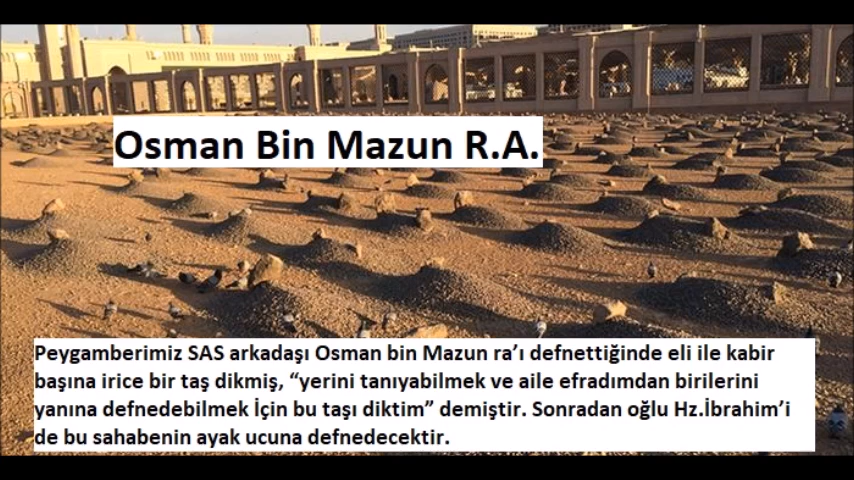 Osman Bin Mazun R.A.
Peygamberimiz SAS arkadaşı Osman bin Mazun ra’ı defnettiğinde eli ile kabir
başına irice bir taş dikmiş, “yerini tanıyabilmek ve aile efradımdan birilerini
yanına defnedebilmek İçin bu taşı diktim” demiştir. Sonradan oğlu Hz.İbrahim’i
de bu sahabenin ayak ucuna defnedecektir.